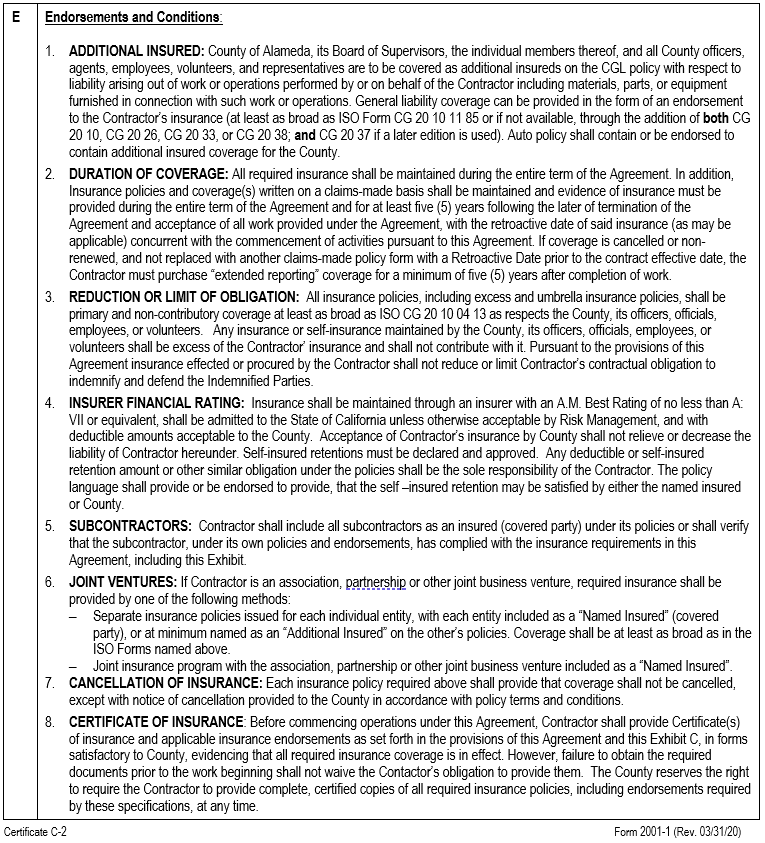 E Endorsements and Conditions:
1. ADDITIONAL INSURED: County of Alameda, its Board of Supervisors, the individual members thereof, and all County officers,
agents, employees, volunteers, and representatives are to be covered as additional insureds on the CGL policy with respect to
liability arising out of work or operations performed by or on behalf of the Contractor including materials, parts, or equipment
furnished in connection with such work or operations. General liability coverage can be provided in the form of an endorsement
to the Contractor's insurance (at least as broad as ISO Form CG 20 10 11 85 or if not available, through the addition of both CG
20 10, CG 20 26, CG 20 33, or CG 20 38; and CG 20 37 if a later edition is used). Auto policy shall contain or be endorsed to
contain additional insured coverage for the County.
2. DURATION OF COVERAGE: All required insurance shall be maintained during the entire term of the Agreement. In addition,
Insurance policies and coverage(s) written on a claims-made basis shall be maintained and evidence of insurance must be
provided during the entire term of the Agreement and for at least five (5) years following the later of termination of the
Agreement and acceptance of all work provided under the Agreement, with the retroactive date of said insurance (as may be
applicable) concurrent with the commencement of activities pursuant to this Agreement. If coverage is cancelled or non-
renewed, and not replaced with another claims-made policy form with a Retroactive Date prior to the contract effective date, the
Contractor must purchase "extended reporting" coverage for a minimum of five (5) years after completion of work.
3. REDUCTION OR LIMIT OF OBLIGATION: All insurance policies, including excess and umbrella insurance policies, shall be
primary and non-contributory coverage at least as broad as ISO CG 20 10 04 13 as respects the County, its officers, officials,
employees, or volunteers. Any insurance or self-insurance maintained by the County, its officers, officials, employees, or
volunteers shall be excess of the Contractor' insurance and shall not contribute with it. Pursuant to the provisions of this
Agreement insurance effected or procured by the Contractor shall not reduce or limit Contractor's contractual obligation to
indemnify and defend the Indemnified Parties.
4. INSURER FINANCIAL RATING: Insurance shall be maintained through an insurer with an A.M. Best Rating of no less than A:
VII or equivalent, shall be admitted to the State of California unless otherwise acceptable by Risk Management, and with
deductible amounts acceptable to the County. Acceptance of Contractor's insurance by County shall not relieve or decrease the
liability of Contractor hereunder. Self-insured retentions must be declared and approved. Any deductible or self-insured
retention amount or other similar obligation under the policies shall be the sole responsibility of the Contractor. The policy
language shall provide or be endorsed to provide, that the self –insured retention may be satisfied by either the named insured
or County.
5. SUBCONTRACTORS: Contractor shall include all subcontractors as an insured (covered party) under its policies or shall verify
that the subcontractor, under its own policies and endorsements, has complied with the insurance requirements in this
Agreement, including this Exhibit.
6. JOINT VENTURES: If Contractor is an association, partnership or other joint business venture, required insurance shall be
provided by one of the following methods:
– Separate insurance policies issued for each individual entity, with each entity included as a "Named Insured" (covered
party), or at minimum named as an "Additional Insured" on the other's policies. Coverage shall be at least as broad as in the
ISO Forms named above.
– Joint insurance program with the association, partnership or other joint business venture included as a "Named Insured".
7. CANCELLATION OF INSURANCE: Each insurance policy required above shall provide that coverage shall not be cancelled,
except with notice of cancellation provided to the County in accordance with policy terms and conditions.
8. CERTIFICATE OF INSURANCE: Before commencing operations under this Agreement, Contractor shall provide Certificate(s)
of insurance and applicable insurance endorsements as set forth in the provisions of this Agreement and this Exhibit C, in forms
satisfactory to County, evidencing that all required insurance coverage is in effect. However, failure to obtain the required
documents prior to the work beginning shall not waive the Contactor's obligation to provide them. The County reserves the right
to require the Contractor to provide complete, certified copies of all required insurance policies, including endorsements required
by these specifications, at any time.
Certificate C-2 Form 2001-1 (Rev. 03/31/20)